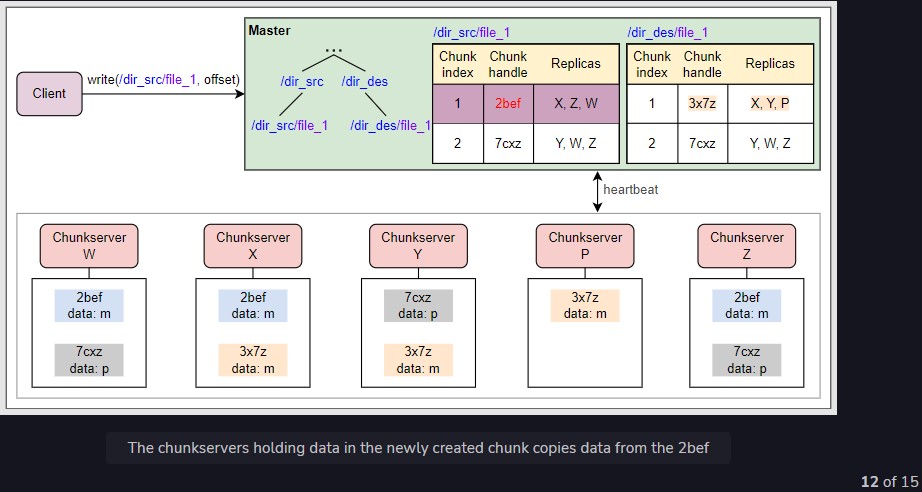 Master
...
Client
write(/dir_src/file_1, offset)
/dir_src
/dir_des
/dir_src/file_1
/dir_des/file_1
/dir_src/file_1
Chunk index
Chunk handle
Replicas
1
2bef
X, Z, W
2
7cxz
Y, W, Z
/dir_des/file_1
Chunk index
Chunk handle
Replicas
1
3x7z
X, Y, P
2
7cxz
Y, W, Z
heartbeat
Chunkserver
W
2bef
data: m
7cxz
data: p
Chunkserver
X
2bef
data: m
3x7z
data: m
Chunkserver
Y
7cxz
data: p
3x7z
data: m
Chunkserver
P
3x7z
data: m
Chunkserver
Z
2bef
data: m
7cxz
data: p
The chunkservers holding data in the newly created chunk copies data from the 2bef
12 of 15